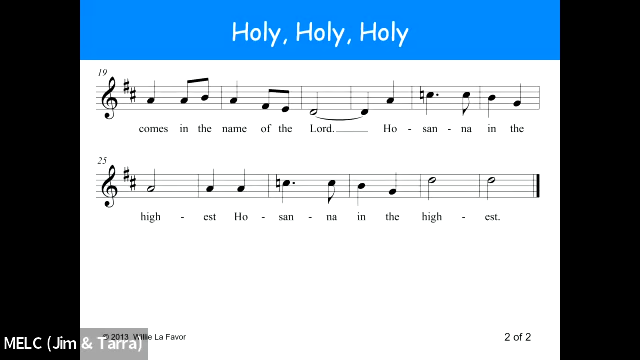 Holy, Holy, Holy
19
comes in the name of the Lord.____ Ho - san - na in the
25
high - est Ho - san - na in the high - est.
© 2013 Willie La Favor
2 of 2
MELC (Jim & Tarra)